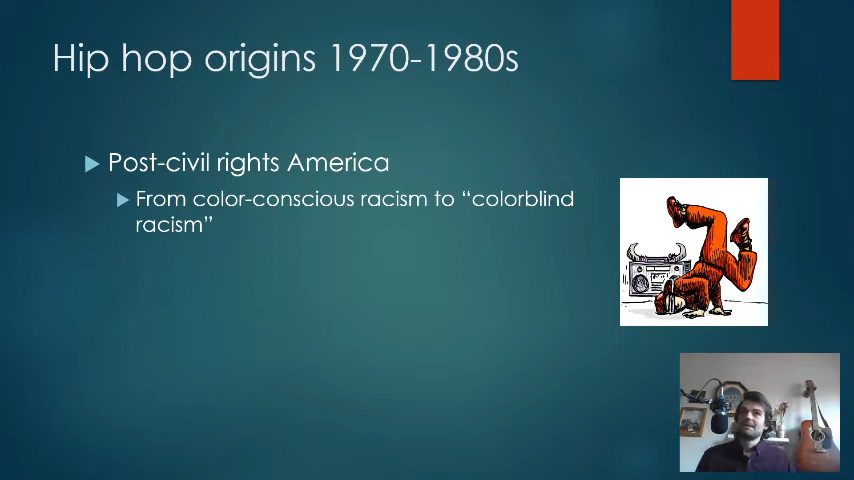 Hip hop origins 1970-1980s
Post-civil rights America
From color-conscious racism to “colorblind
racism”